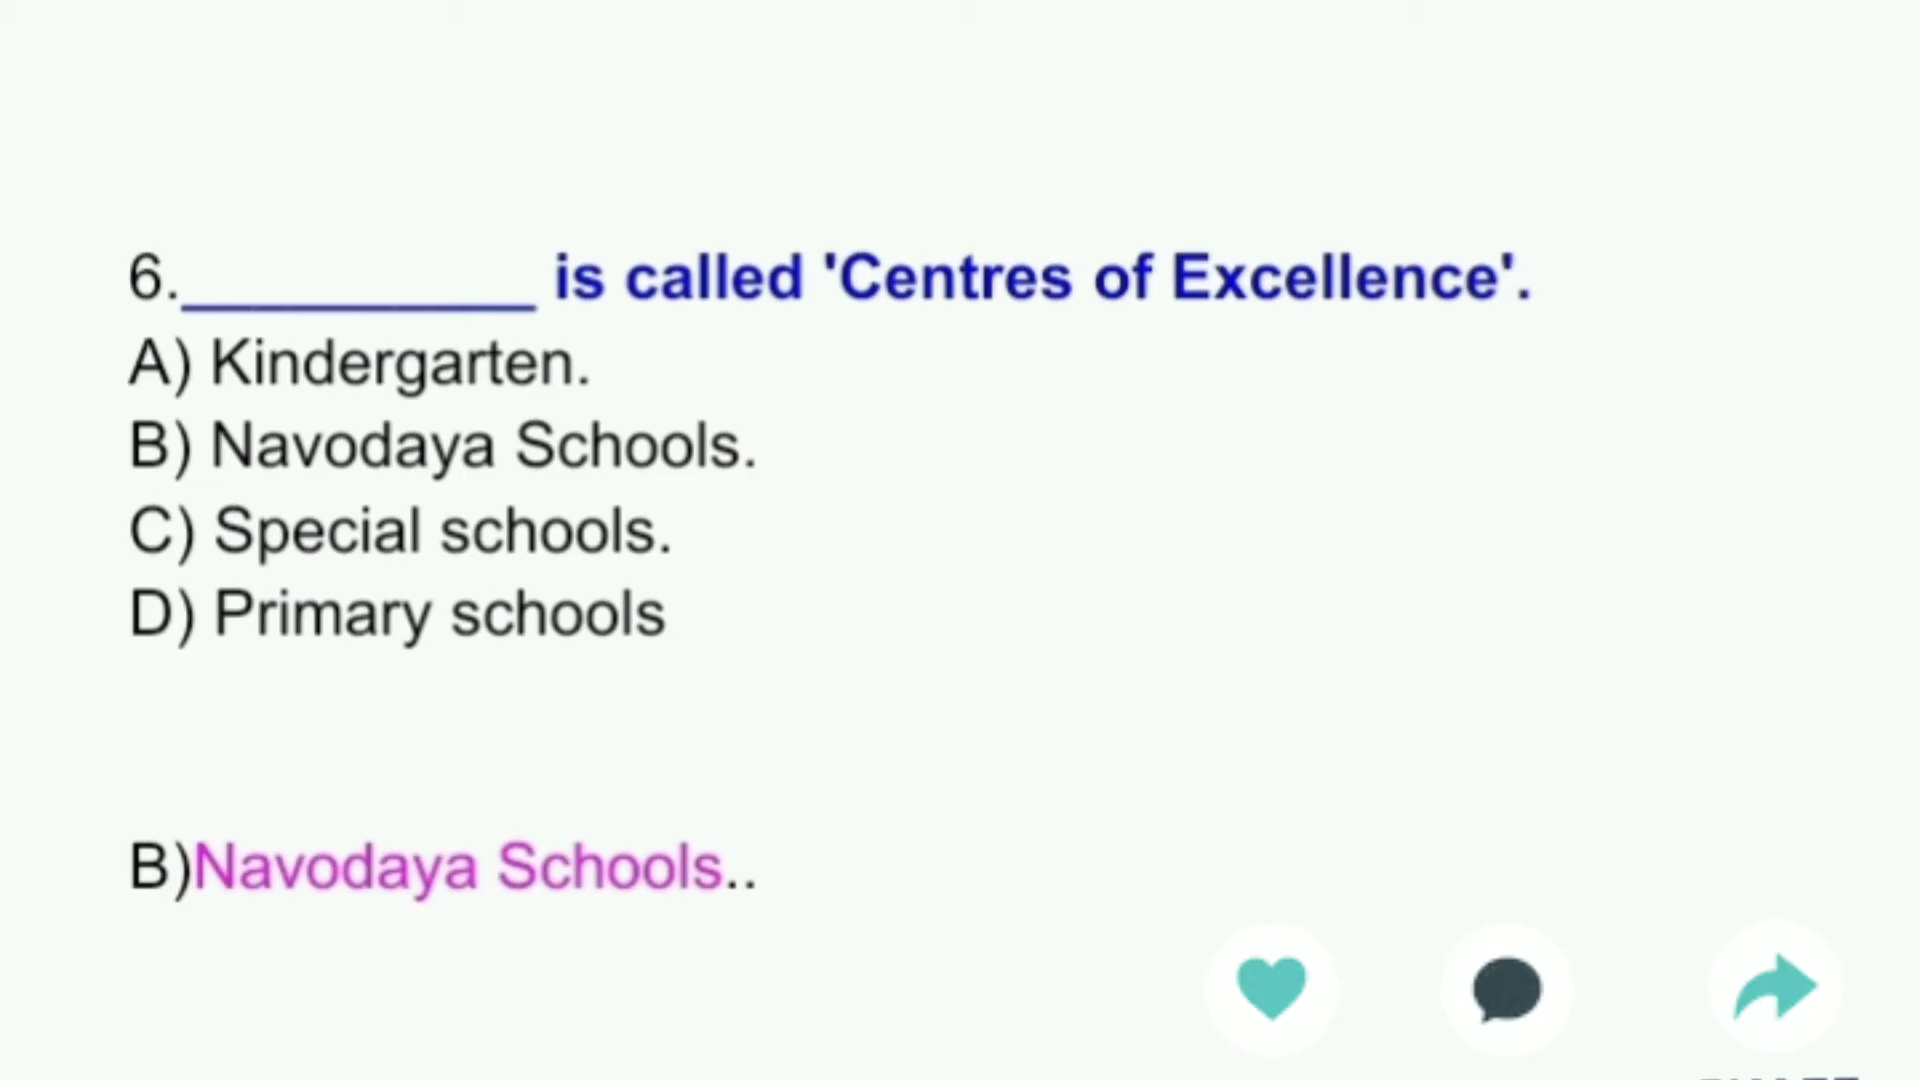 6.__________ is called 'Centres of Excellence'.
A) Kindergarten.
B) Navodaya Schools.
C) Special schools.
D) Primary schools
B)Navodaya Schools..